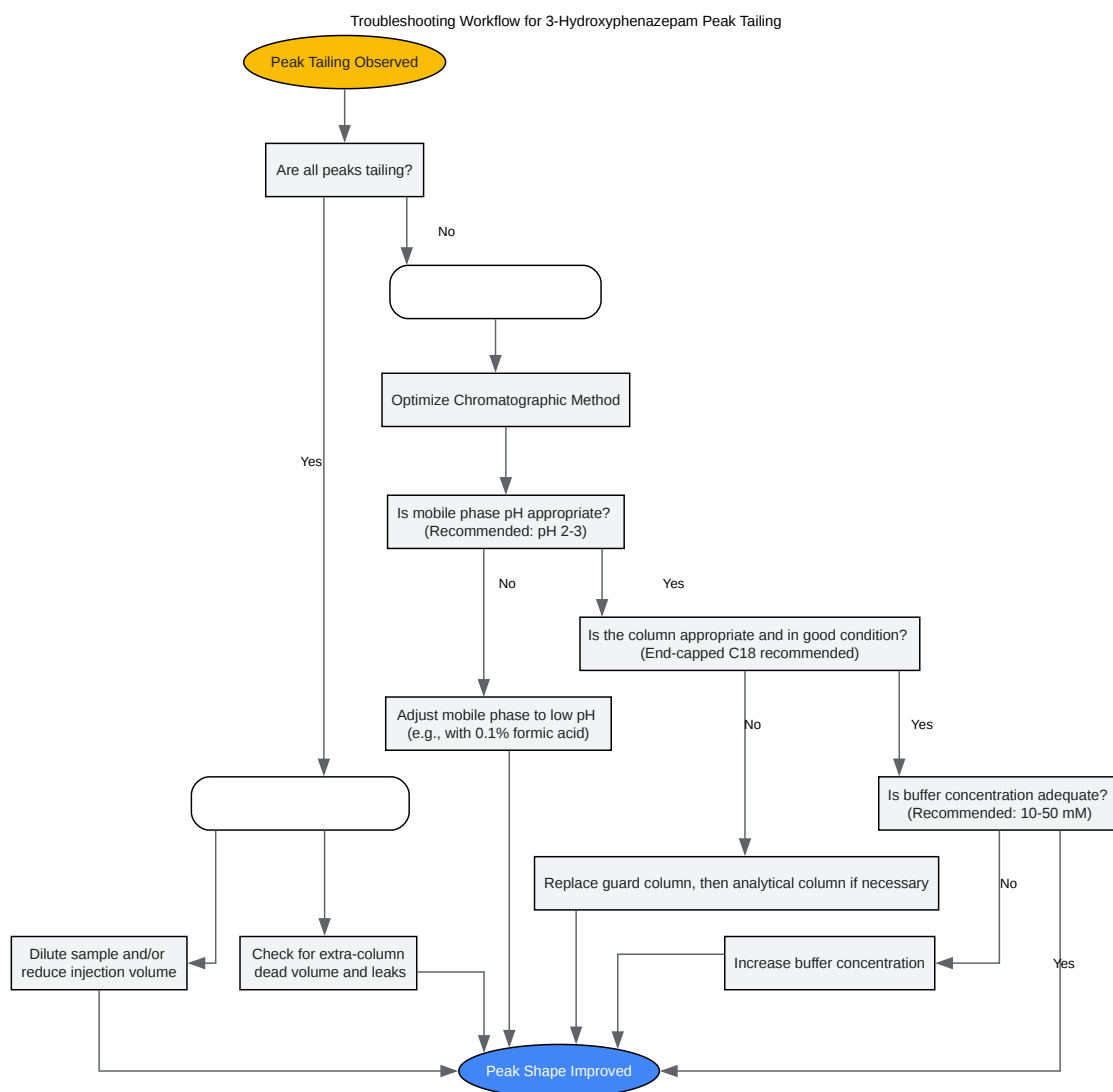 Troubleshooting Workflow for 3-Hydroxyphenazepam Peak Tailing
Peak Tailing Observed
Are all peaks tailing?
No
Optimize Chromatographic Method
Yes
Is mobile phase pH appropriate?
(Recommended: pH 2-3)
No
Yes
Is the column appropriate and in good condition?
(End-capped C18 recommended)
Adjust mobile phase to low pH
(e.g., with 0.1% formic acid)
No
Yes
Is buffer concentration adequate?
(Recommended: 10-50 mM)
Replace guard column, then analytical column if necessary
No
Dilute sample and/or
reduce injection volume
Check for extra-column
dead volume and leaks
Increase buffer concentration
Yes
Peak Shape Improved